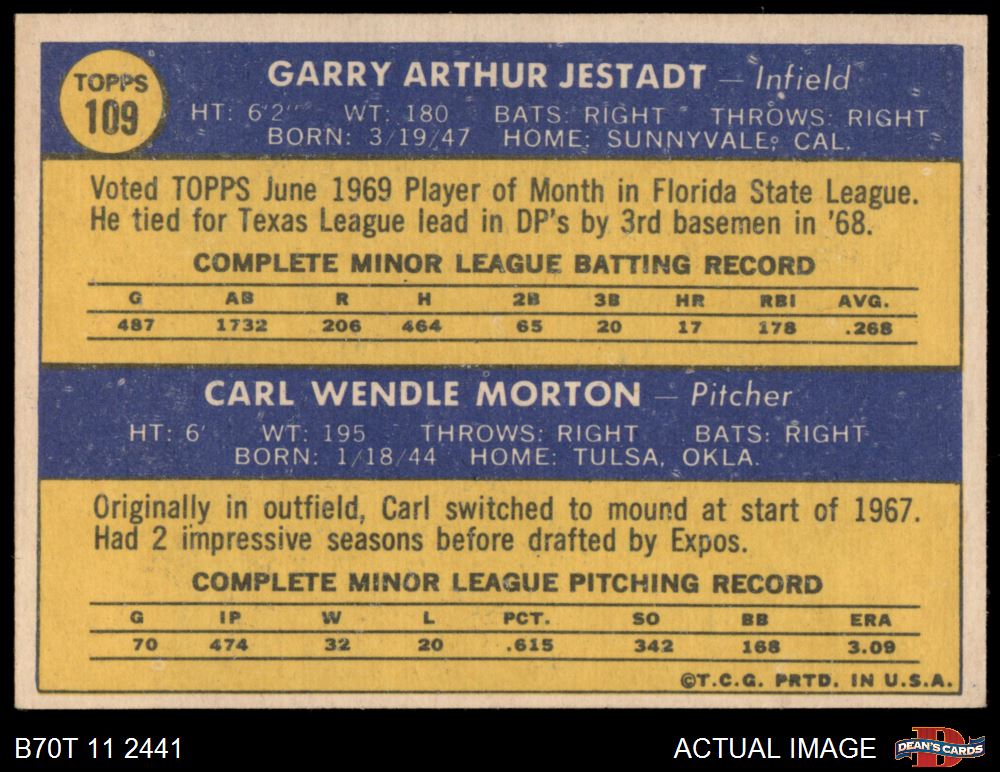 TOPPS
109
GARRY ARTHUR JESTADT — Infield
HT: 6'2" WT: 180 BATS: RIGHT THROWS: RIGHT
BORN: 3/19/47 HOME: SUNNYVALE, CAL.
Voted TOPPS June 1969 Player of Month in Florida State League.
He tied for Texas League lead in DP's by 3rd basemen in '68.
COMPLETE MINOR LEAGUE BATTING RECORD
G AB R H 2B 3B HR RBI AVG.
487 1732 206 464 65 20 17 178 .268
CARL WENDLE MORTON — Pitcher
HT: 6' WT: 195 THROWS: RIGHT BATS: RIGHT
BORN: 1/18/44 HOME: TULSA, OKLA.
Originally in outfield, Carl switched to mound at start of 1967.
Had 2 impressive seasons before drafted by Expos.
COMPLETE MINOR LEAGUE PITCHING RECORD
G IP W L PCT. SO BB ERA
70 474 32 20 .615 342 168 3.09
©T.C.G. PRTD. IN U.S.A.
B70T 11 2441
ACTUAL IMAGE
D
DEAN'S CARDS